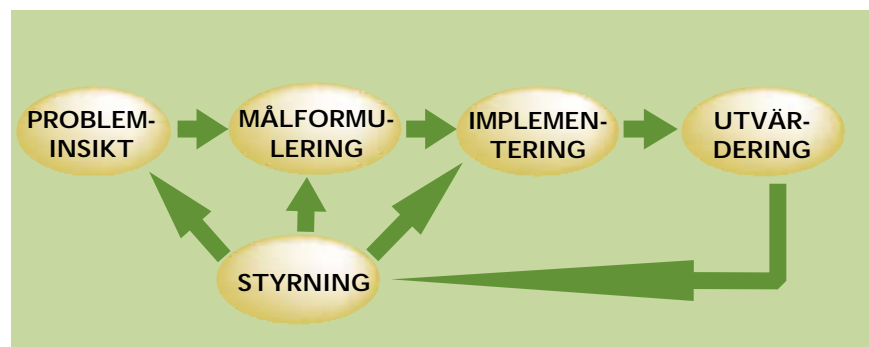 PROBLEM-
INSIKT
MÅLFORMU-
LERING
IMPLEMEN-
TERING
UTVÄR-
DERING
STYRNING